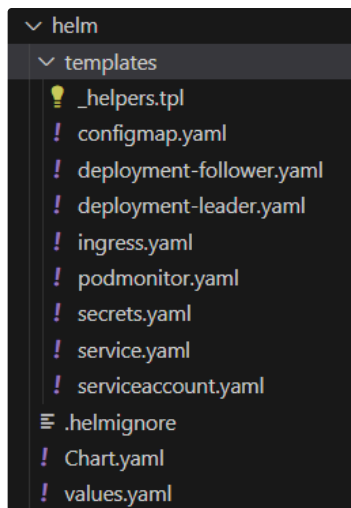 helm
templates
_helpers.tpl
configmap.yaml
deployment-follower.yaml
deployment-leader.yaml
ingress.yaml
podmonitor.yaml
secrets.yaml
service.yaml
serviceaccount.yaml
.helmignore
Chart.yaml
values.yaml